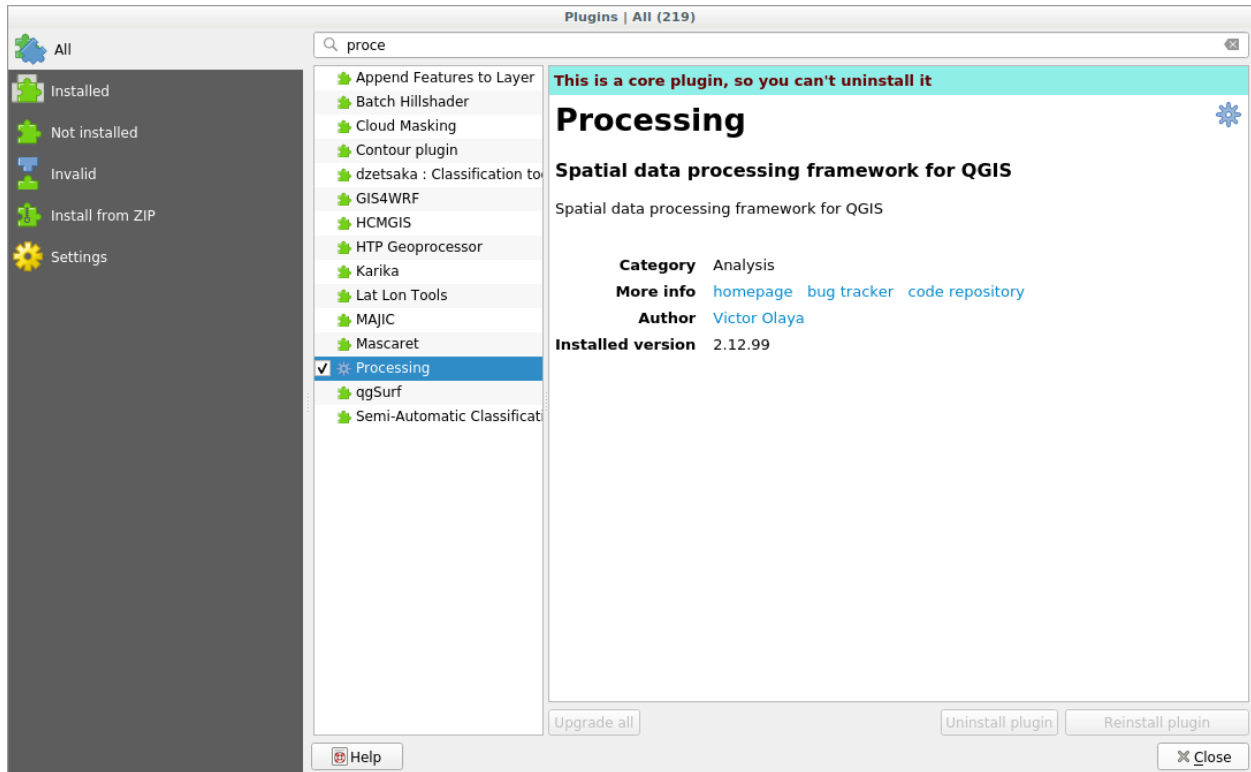 Plugins | All (219)
All
Installed
Not installed
Invalid
Install from ZIP
Settings
proce
Append Features to Layer
Batch Hillshader
Cloud Masking
Contour plugin
dzetsaka : Classification to
GIS4WRF
HCMGIS
HTP Geoprocessor
Karika
Lat Lon Tools
MAJIC
Mascaret
Processing
qgSurf
Semi-Automatic Classificati
This is a core plugin, so you can't uninstall it
Processing
Spatial data processing framework for QGIS
Spatial data processing framework for QGIS
Category Analysis
More info homepage bug tracker code repository
Author Victor Olaya
Installed version 2.12.99
Upgrade all Uninstall plugin Reinstall plugin
Help Close